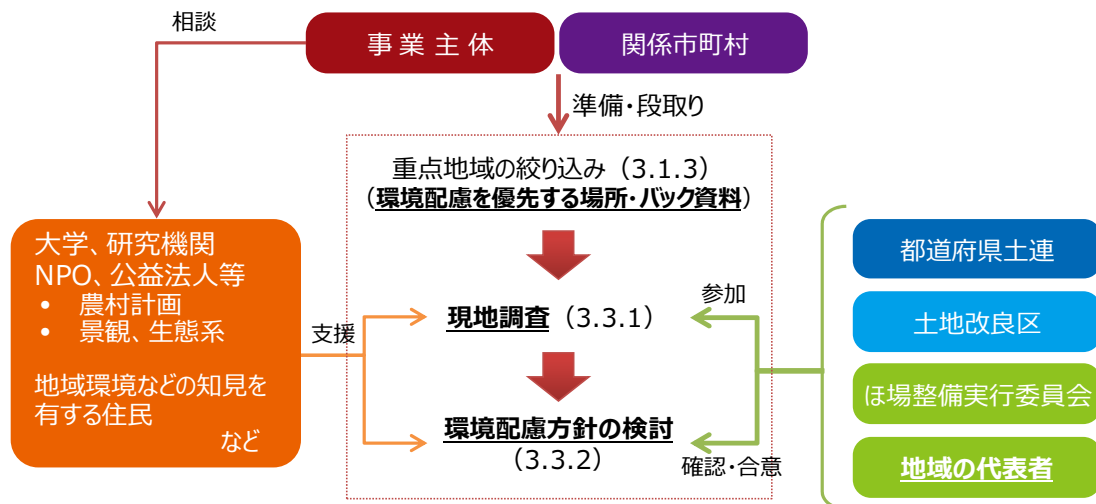 相談
事業主体
関係市町村
準備・段取り
重点地域の絞り込み（3.1.3）
（環境配慮を優先する場所・バック資料）
大学、研究機関
NPO、公益法人等
• 農村計画
• 景観、生態系
地域環境などの知見を
有する住民
など
支援
現地調査（3.3.1）
参加
環境配慮方針の検討
（3.3.2）
確認・合意
都道府県土連
土地改良区
ほ場整備実行委員会
地域の代表者